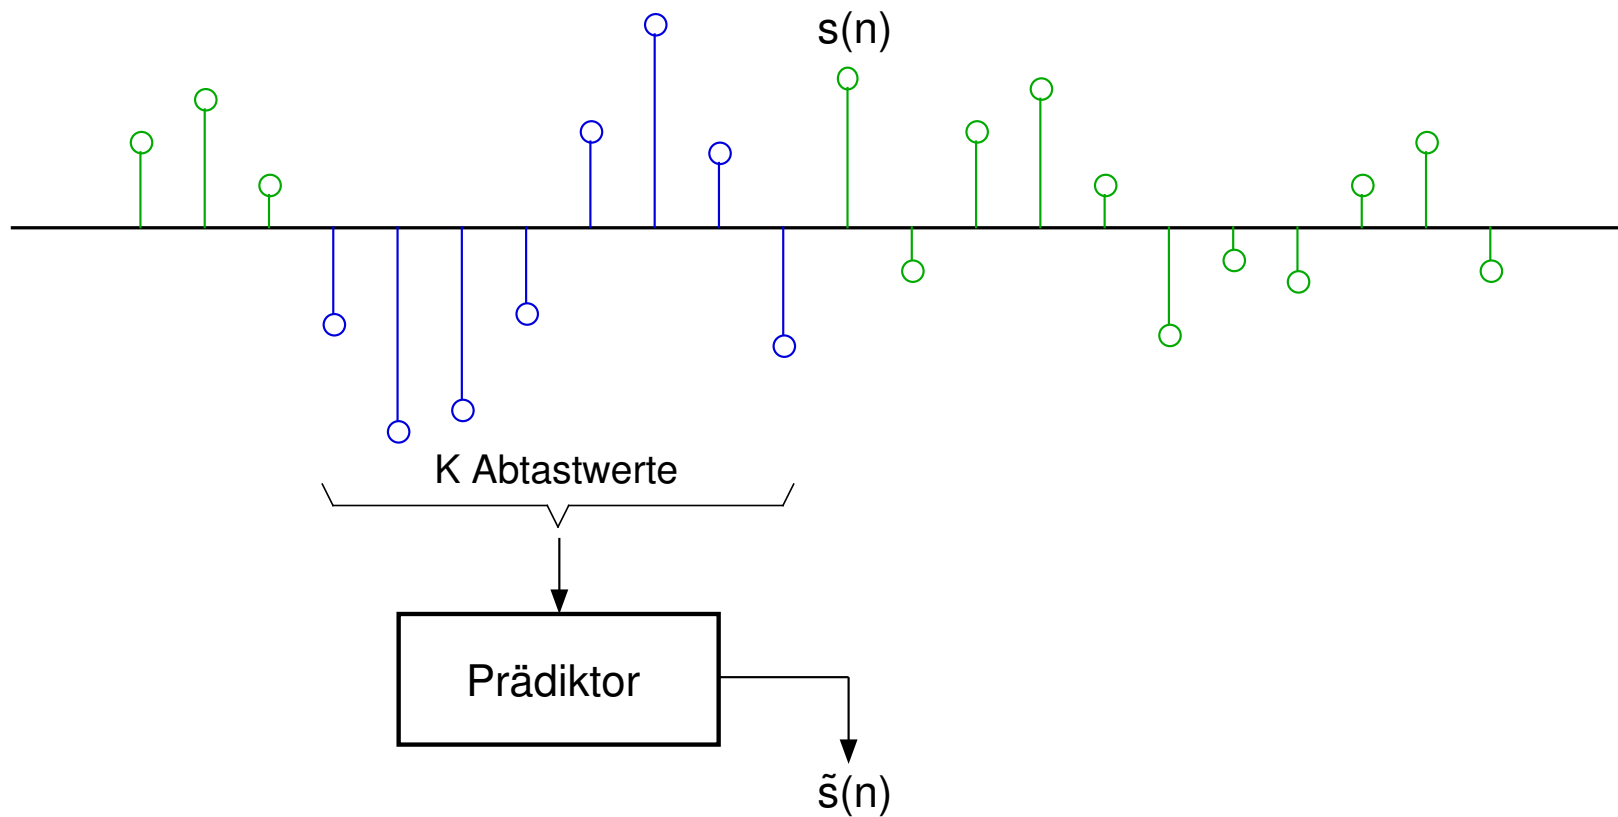 s(n)
K Abtastwerte
Prädiktor
s̃(n)